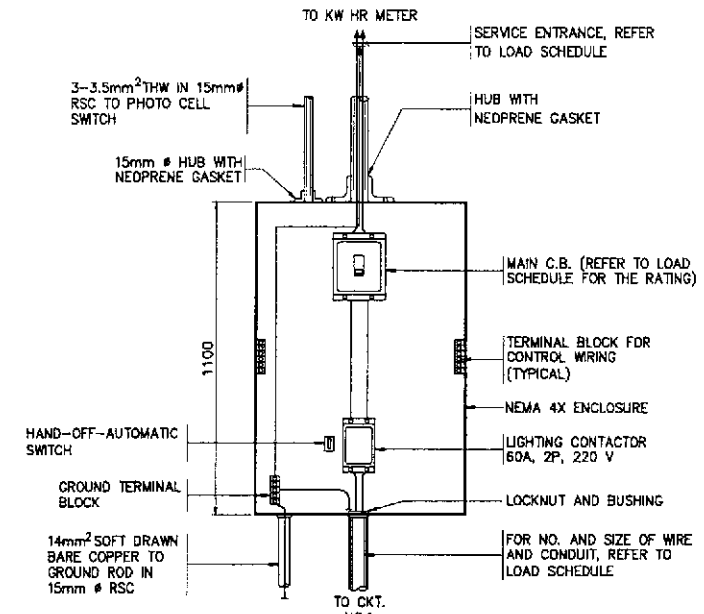 TO KW HR METER
SERVICE ENTRANCE, REFER
TO LOAD SCHEDULE
3-3.5mm² THW IN 15mmø
RSC TO PHOTO CELL
SWITCH
HUB WITH
NEOPRENE GASKET
15mm ø HUB WITH
NEOPRENE GASKET
MAIN C.B. (REFER TO LOAD
SCHEDULE FOR THE RATING)
1100
TERMINAL BLOCK FOR
CONTROL WIRING
(TYPICAL)
NEMA 4X ENCLOSURE
HAND-OFF-AUTOMATIC
SWITCH
LIGHTING CONTACTOR
60A, 2P, 220 V
GROUND TERMINAL
BLOCK
LOCKNUT AND BUSHING
14mm² SOFT DRAWN
BARE COPPER TO
GROUND ROD IN
15mm ø RSC
FOR NO. AND SIZE OF WIRE
AND CONDUIT, REFER TO
LOAD SCHEDULE
TO CKT.